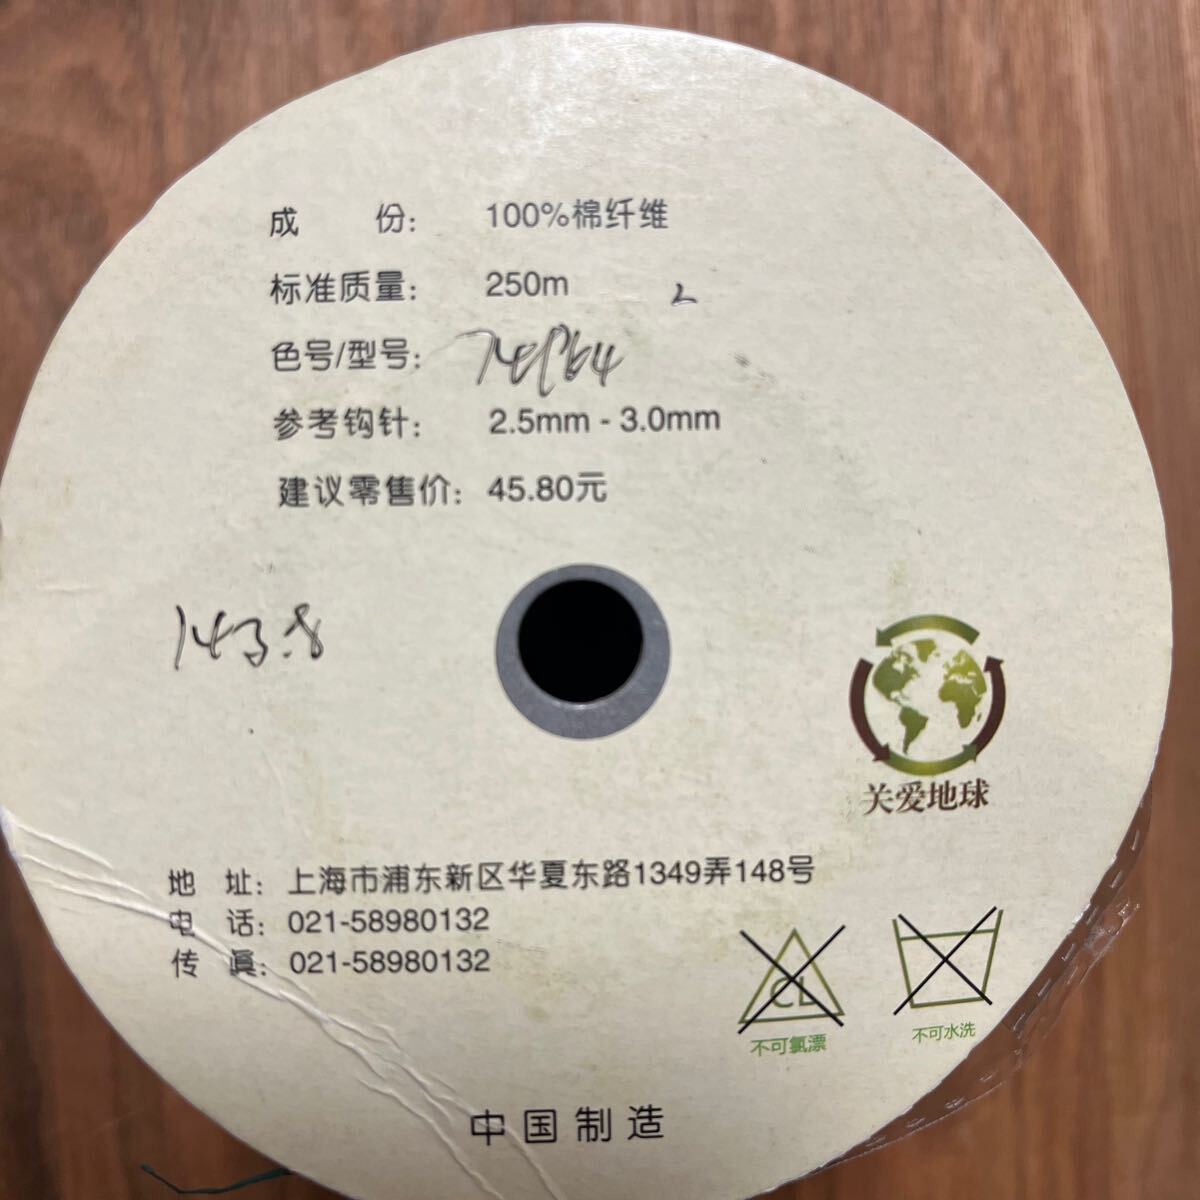 成 份： 100%棉纤维
标准质量： 250m
色号/型号：
参考钩针： 2.5mm - 3.0mm
建议零售价： 45.80元
143.8
关爱地球
地 址： 上海市浦东新区华夏东路1349弄148号
电 话： 021-58980132
传 真： 021-58980132
CL
不可氯漂
不可水洗
中国制造